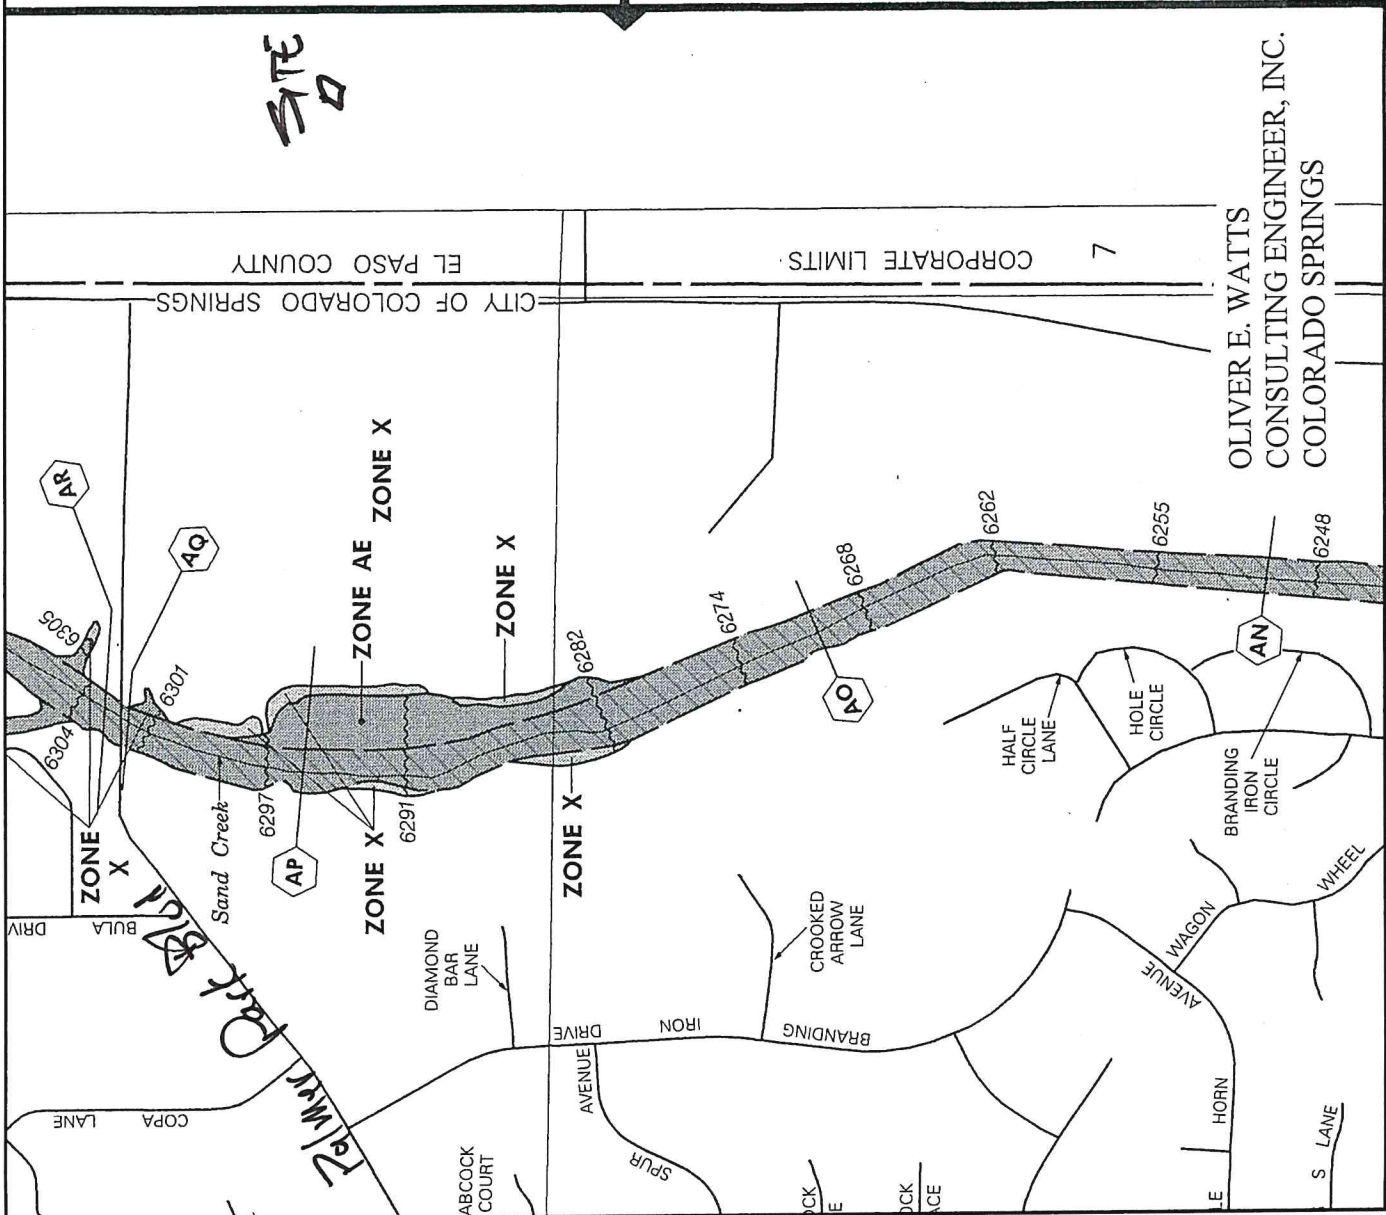 SITE
EL PASO COUNTY
CITY OF COLORADO SPRINGS
CORPORATE LIMITS
7
OLIVER E. WATTS
CONSULTING ENGINEER, INC.
COLORADO SPRINGS
AR
AQ
6305
6304
6301
ZONE
X
ZONE AE
ZONE X
ZONE X
Sand Creek
6297
AP
ZONE X
6291
6282
ZONE X
6274
AO
6268
6262
6255
AN
6248
BULA
DRIV
Palmer Park Blvd
COPA LANE
DIAMOND
BAR
LANE
CROOKED
ARROW
LANE
HALF
CIRCLE
LANE
HOLE
CIRCLE
BRANDING
IRON
CIRCLE
BRANDING IRON DRIVE
SPUR AVENUE
WAGON WHEEL
AVENUE
HORN
ABCOCK
COURT
OCK
E
OCK
ACE
LE
S LANE